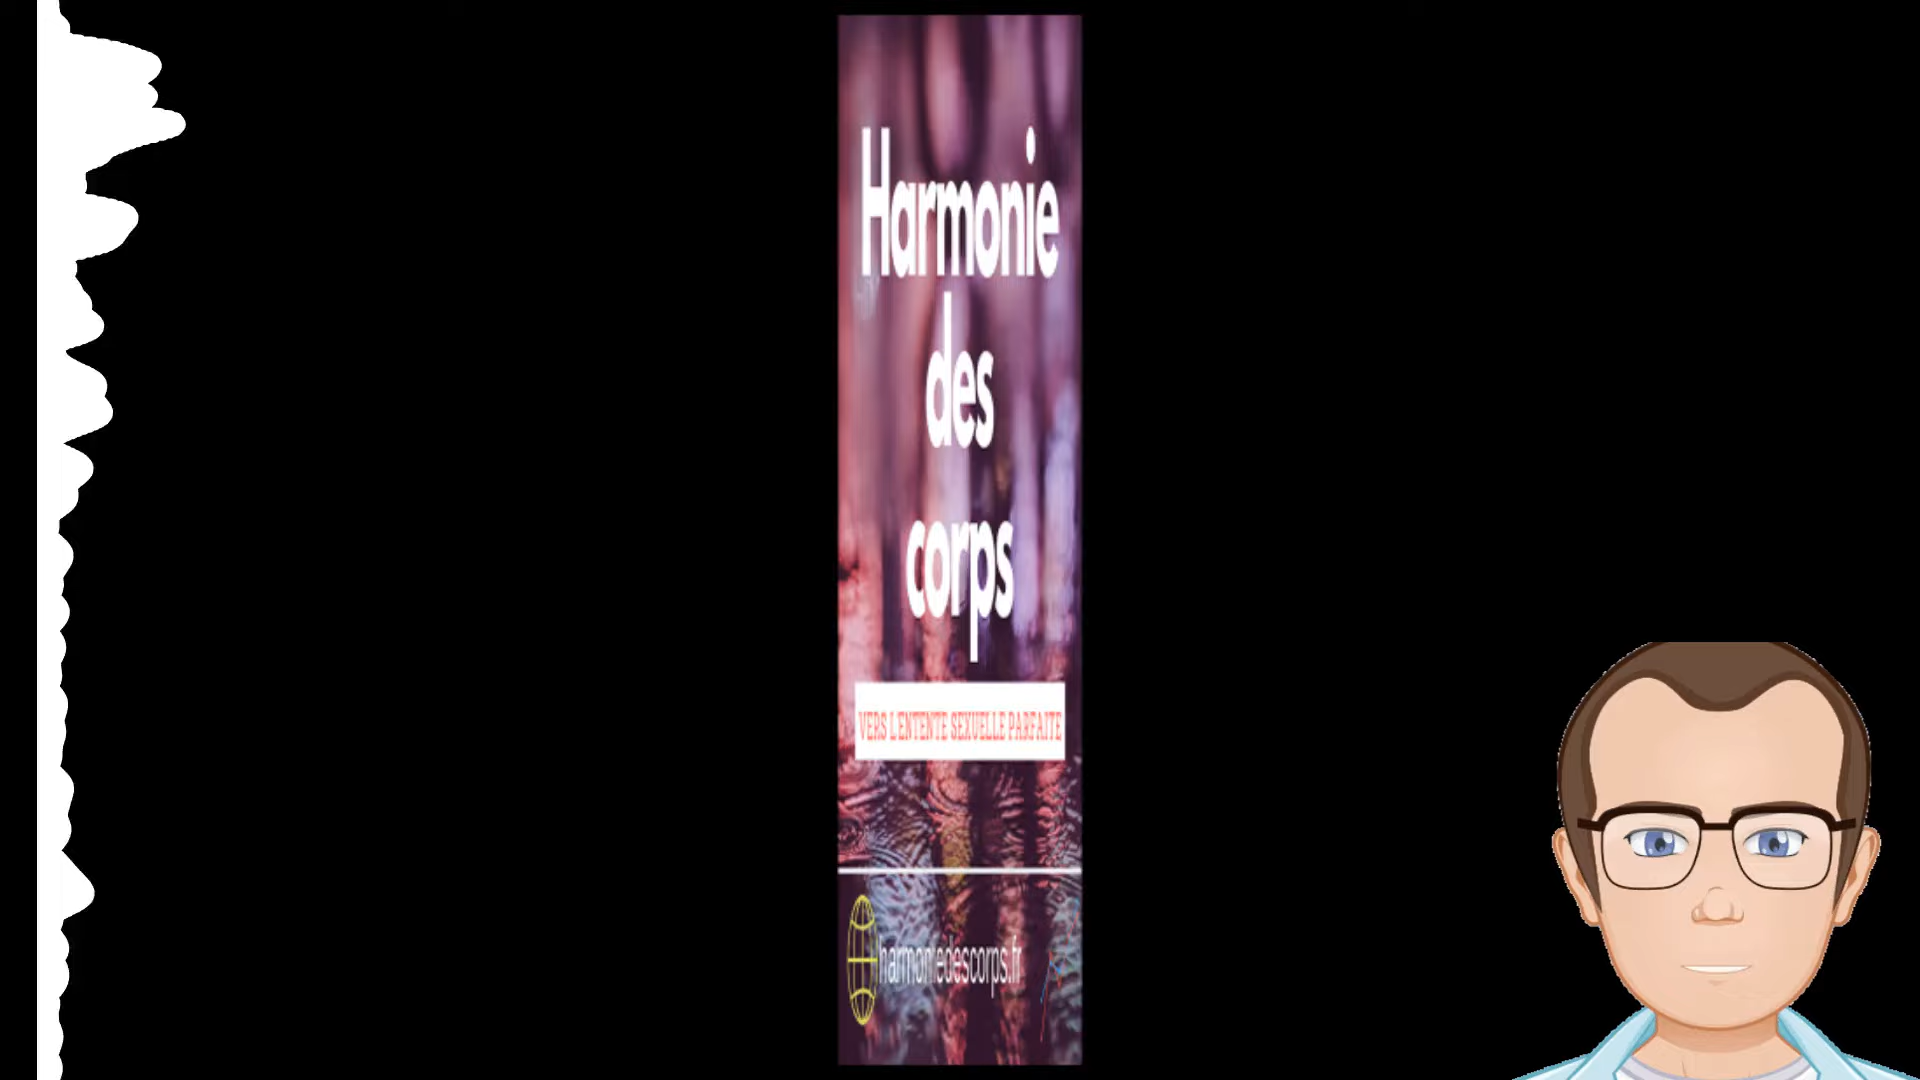 Harmonie
des
corps
VERS L'ENTENTE SEXUELLE PARFAITE
harmoniedescorps.fr